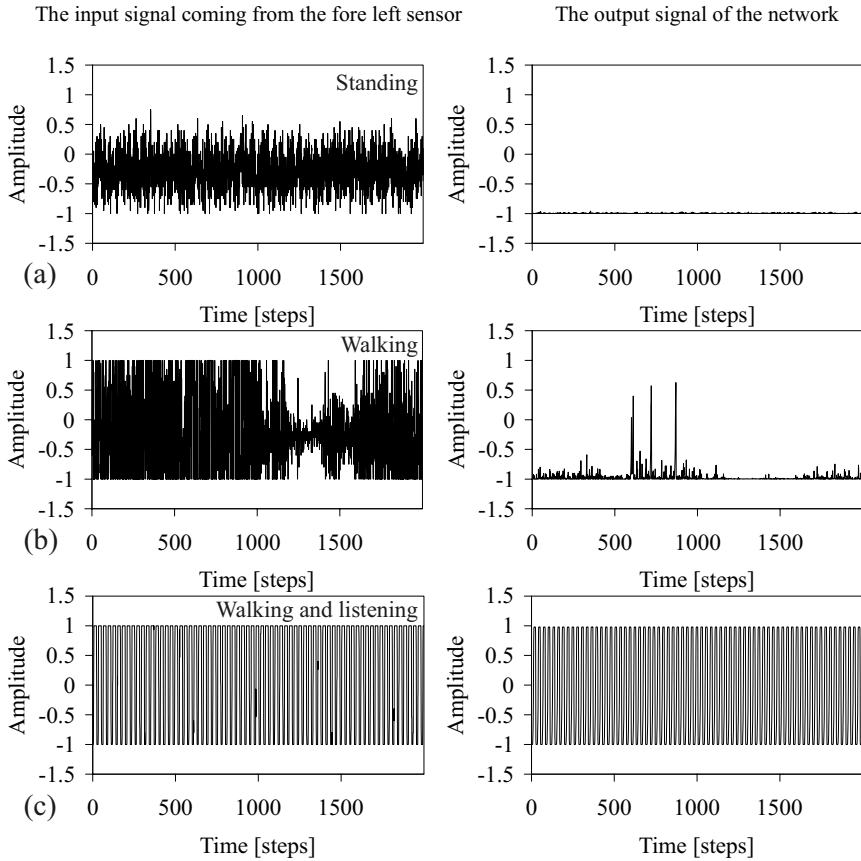 The input signal coming from the fore left sensor
The output signal of the network
1.5
1
0.5
0
-0.5
-1
-1.5
Amplitude
Standing
(a)
0 500 1000 1500
Time [steps]
1.5
1
0.5
0
-0.5
-1
-1.5
Amplitude
0 500 1000 1500
Time [steps]
1.5
1
0.5
0
-0.5
-1
-1.5
Amplitude
Walking
(b)
0 500 1000 1500
Time [steps]
1.5
1
0.5
0
-0.5
-1
-1.5
Amplitude
0 500 1000 1500
Time [steps]
1.5
1
0.5
0
-0.5
-1
-1.5
Amplitude
Walking and listening
(c)
0 500 1000 1500
Time [steps]
1.5
1
0.5
0
-0.5
-1
-1.5
Amplitude
0 500 1000 1500
Time [steps]